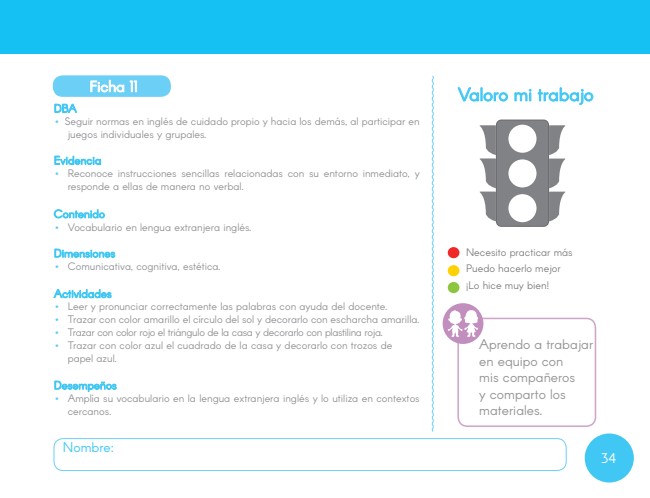 Ficha 11
DBA
• Seguir normas en inglés de cuidado propio y hacia los demás, al participar en
juegos individuales y grupales.
Evidencia
• Reconoce instrucciones sencillas relacionadas con su entorno inmediato, y
responde a ellas de manera no verbal.
Contenido
• Vocabulario en lengua extranjera inglés.
Dimensiones
• Comunicativa, cognitiva, estética.
Actividades
• Leer y pronunciar correctamente las palabras con ayuda del docente.
• Trazar con color amarillo el círculo del sol y decorarlo con escharcha amarilla.
• Trazar con color rojo el triángulo de la casa y decorarlo con plastilina roja.
• Trazar con color azul el cuadrado de la casa y decorarlo con trozos de
papel azul.
Desempeños
• Amplía su vocabulario en la lengua extranjera inglés y lo utiliza en contextos
cercanos.
Valoro mi trabajo
Necesito practicar más
Puedo hacerlo mejor
¡Lo hice muy bien!
Aprendo a trabajar
en equipo con
mis compañeros
y comparto los
materiales.
Nombre:
34